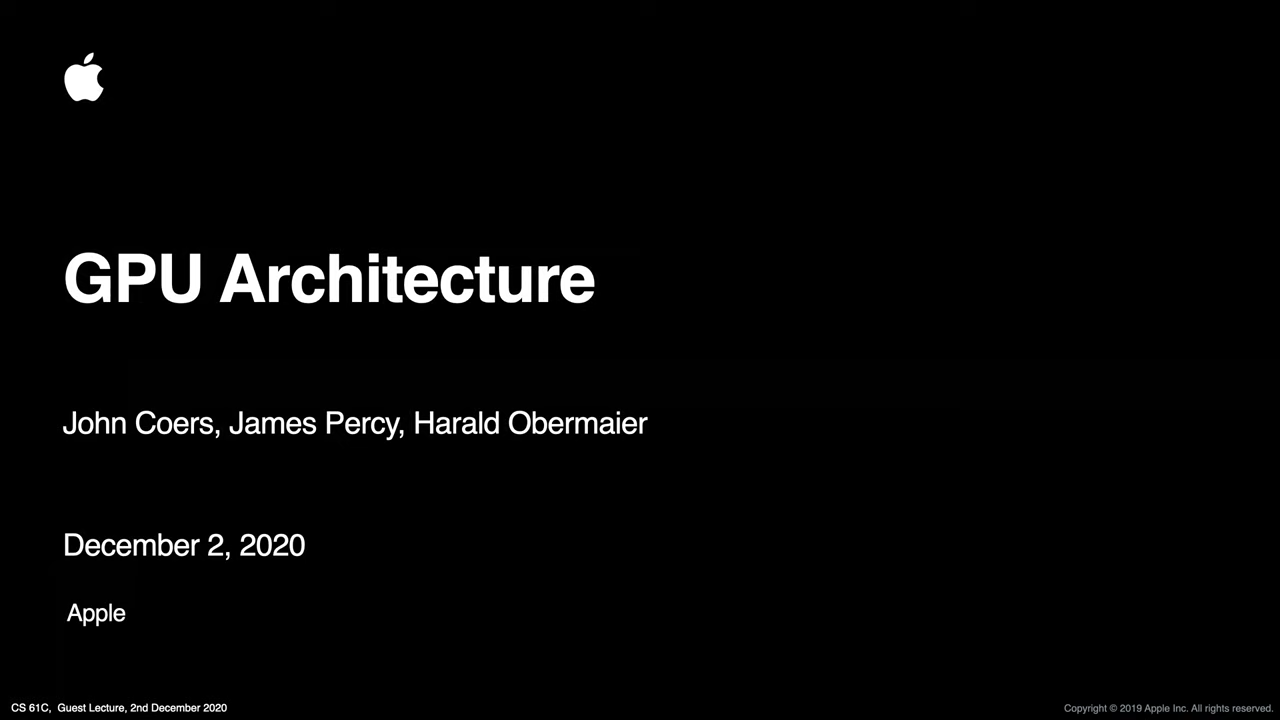 GPU Architecture
John Coers, James Percy, Harald Obermaier
December 2, 2020
Apple
CS 61C,  Guest Lecture, 2nd December 2020
Copyright © 2019 Apple Inc. All rights reserved.